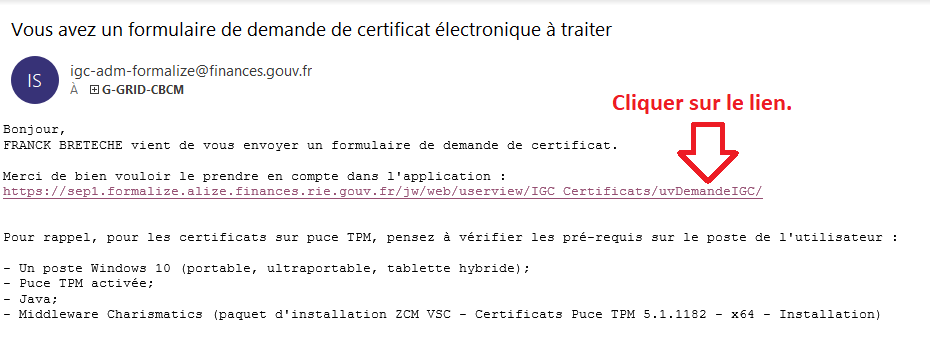 Vous avez un formulaire de demande de certificat électronique à traiter
IS
igc-adm-formalize@finances.gouv.fr
À G-GRID-CBCM
Cliquer sur le lien.
Bonjour,
FRANCK BRETECHE vient de vous envoyer un formulaire de demande de certificat.
Merci de bien vouloir le prendre en compte dans l'application :
https://sep1.formalize.alize.finances.rie.gouv.fr/jw/web/userview/IGC_Certificats/uvDemandeIGC/
Pour rappel, pour les certificats sur puce TPM, pensez à vérifier les pré-requis sur le poste de l'utilisateur :
- Un poste Windows 10 (portable, ultraportable, tablette hybride);
- Puce TPM activée;
- Java;
- Middleware Charismatics (paquet d'installation ZCM VSC - Certificats Puce TPM 5.1.1182 - x64 - Installation)